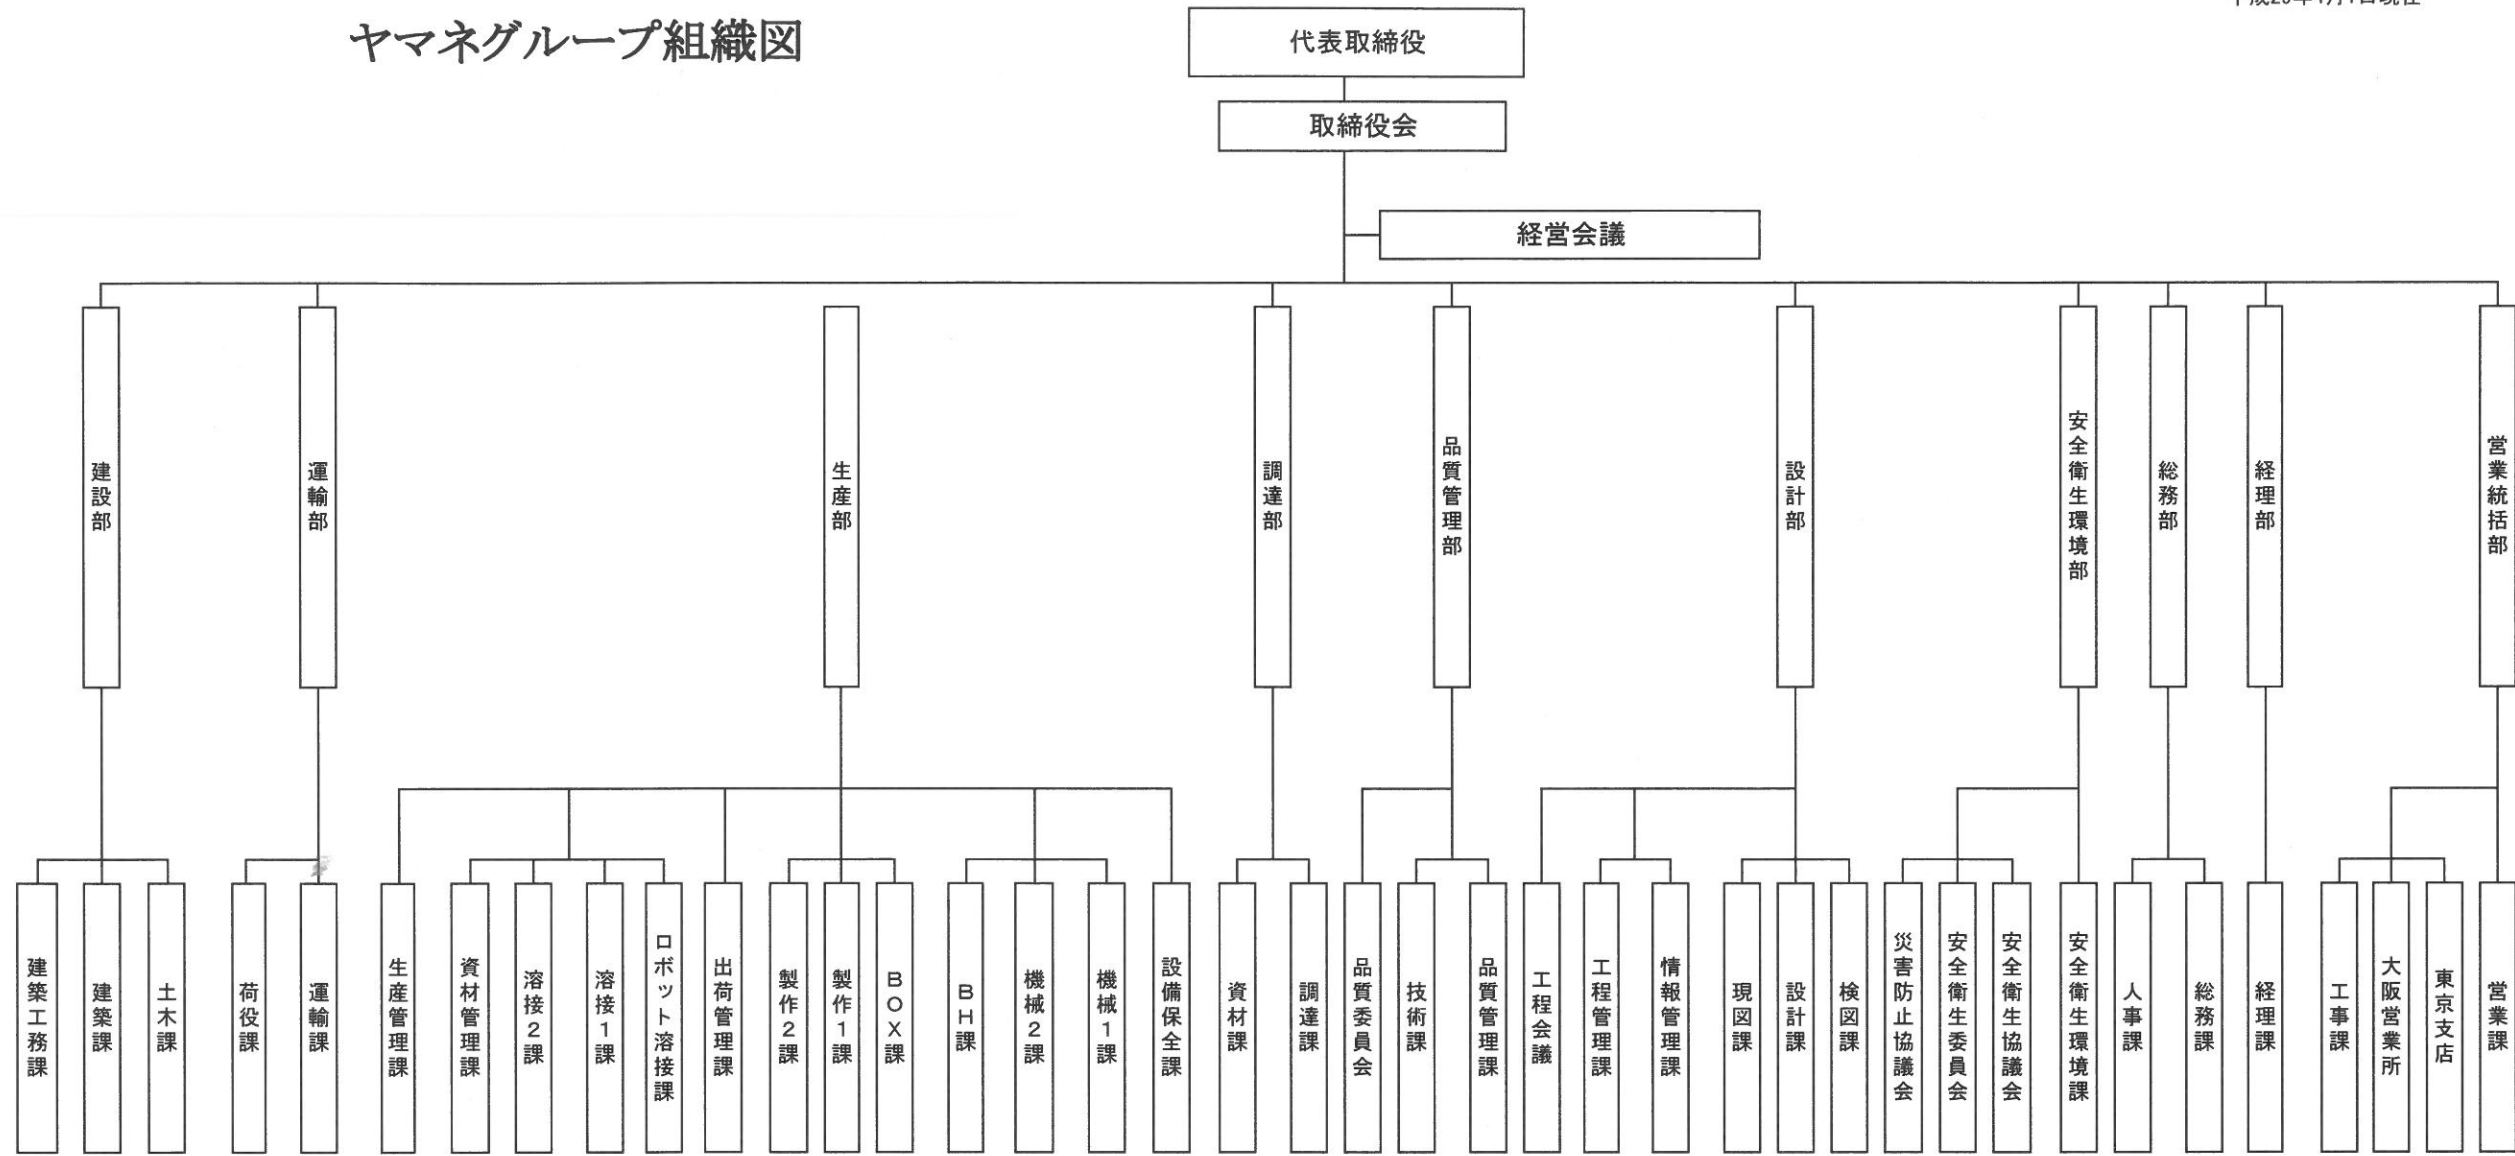 ヤマネグループ組織図
代表取締役
取締役会
経営会議
建設部
運輸部
生産部
調達部
品質管理部
設計部
安全衛生環境部
総務部
経理部
営業統括部
建築工務課
建築課
土木課
荷役課
運輸課
生産管理課
資材管理課
溶接2課
溶接1課
ロボット溶接課
出荷管理課
製作2課
製作1課
BOX課
BH課
機械2課
機械1課
設備保全課
資材課
調達課
品質委員会
技術課
品質管理課
工程会議
工程管理課
情報管理課
現図課
設計課
検図課
災害防止協議会
安全衛生委員会
安全衛生協議会
安全衛生環境課
人事課
総務課
経理課
工事課
大阪営業所
東京支店
営業課